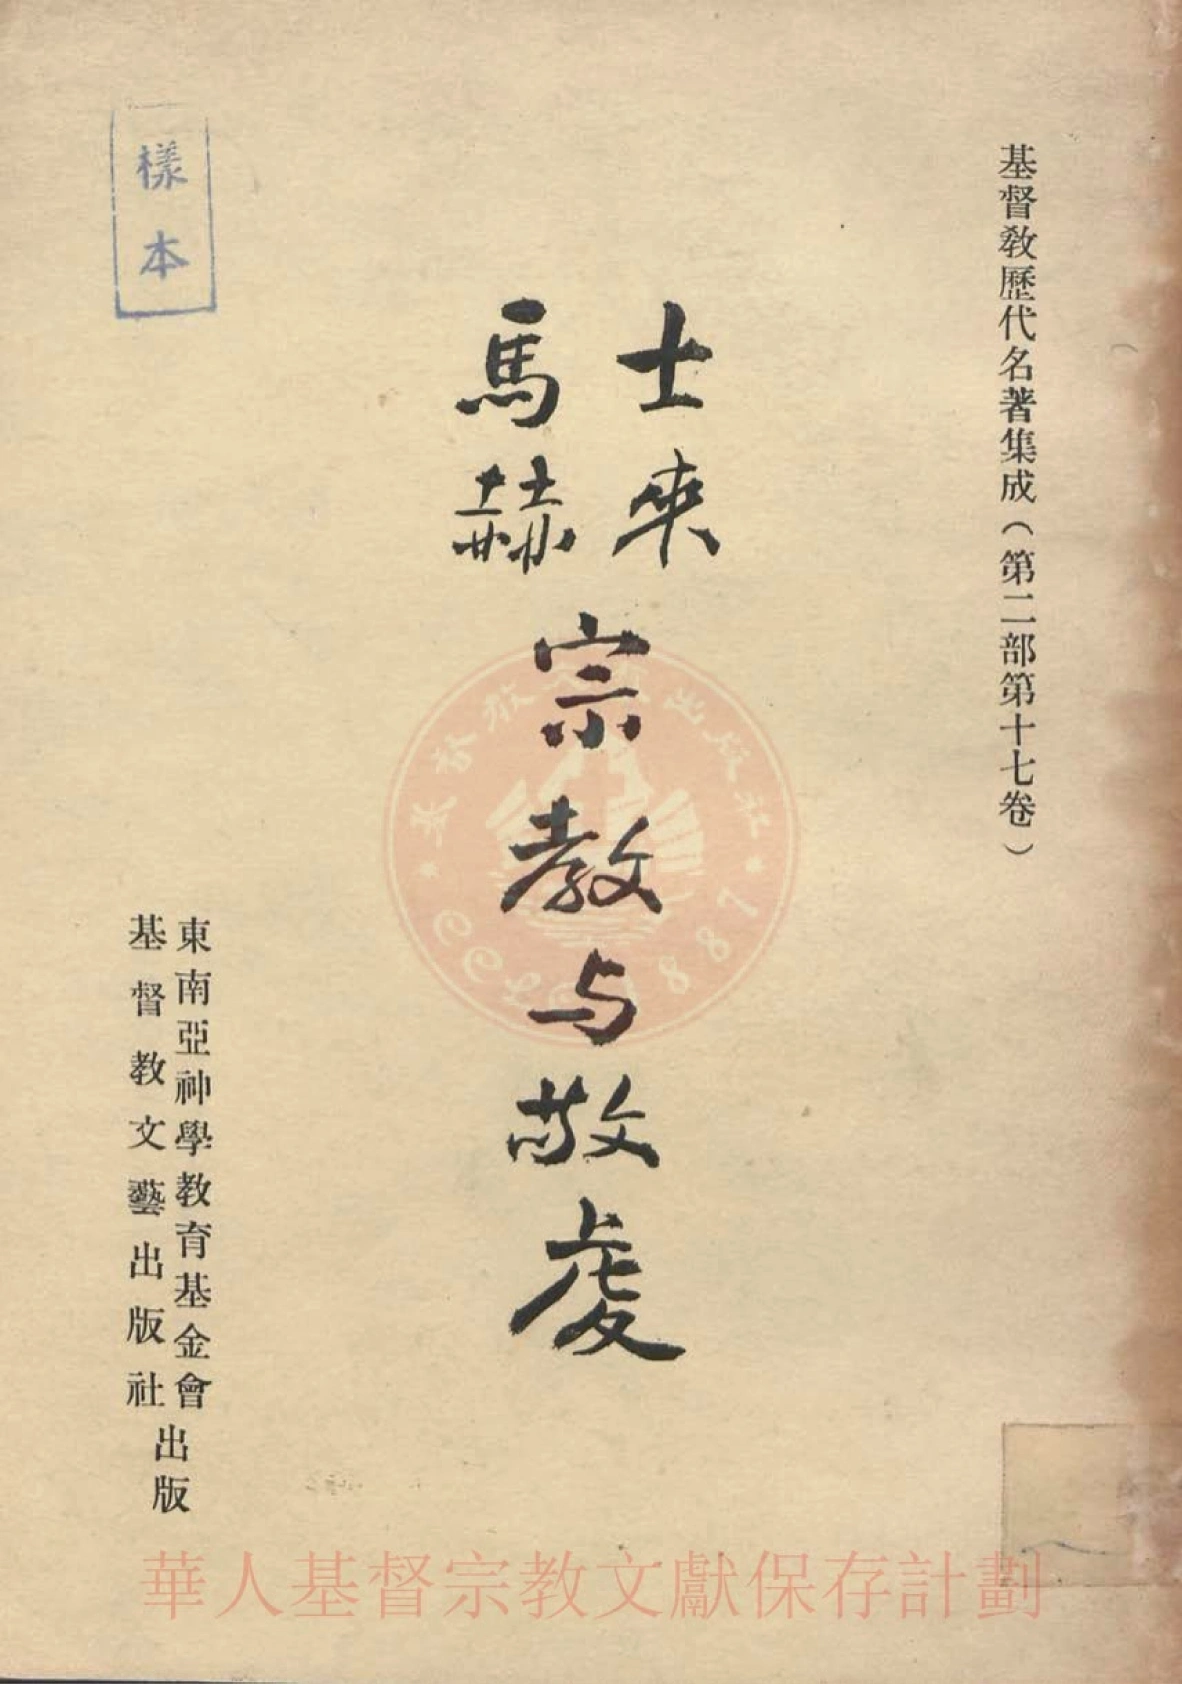 基督教歷代名著集成（第二部第十七卷）
士來
馬赫
宗教与敬虔
樣本
東南亞神學教育基金會
基督教文藝出版社
出版
華人基督宗教文獻保存計劃